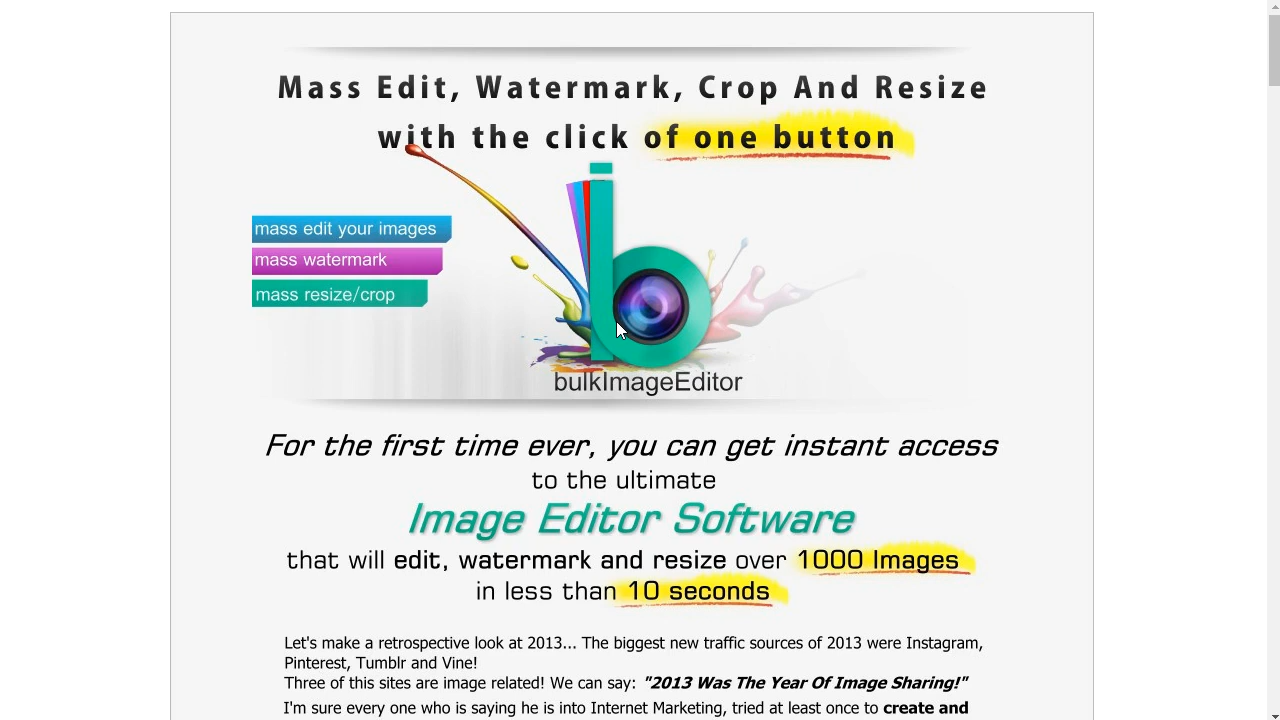 Mass Edit, Watermark, Crop And Resize
with the click of one button
mass edit your images
mass watermark
mass resize/crop
bulkImageEditor
For the first time ever, you can get instant access
to the ultimate
Image Editor Software
that will edit, watermark and resize over 1000 Images
in less than 10 seconds
Let's make a retrospective look at 2013... The biggest new traffic sources of 2013 were Instagram,
Pinterest, Tumblr and Vine!
Three of this sites are image related! We can say: "2013 Was The Year Of Image Sharing!"
I'm sure every one who is saying he is into Internet Marketing, tried at least once to create and